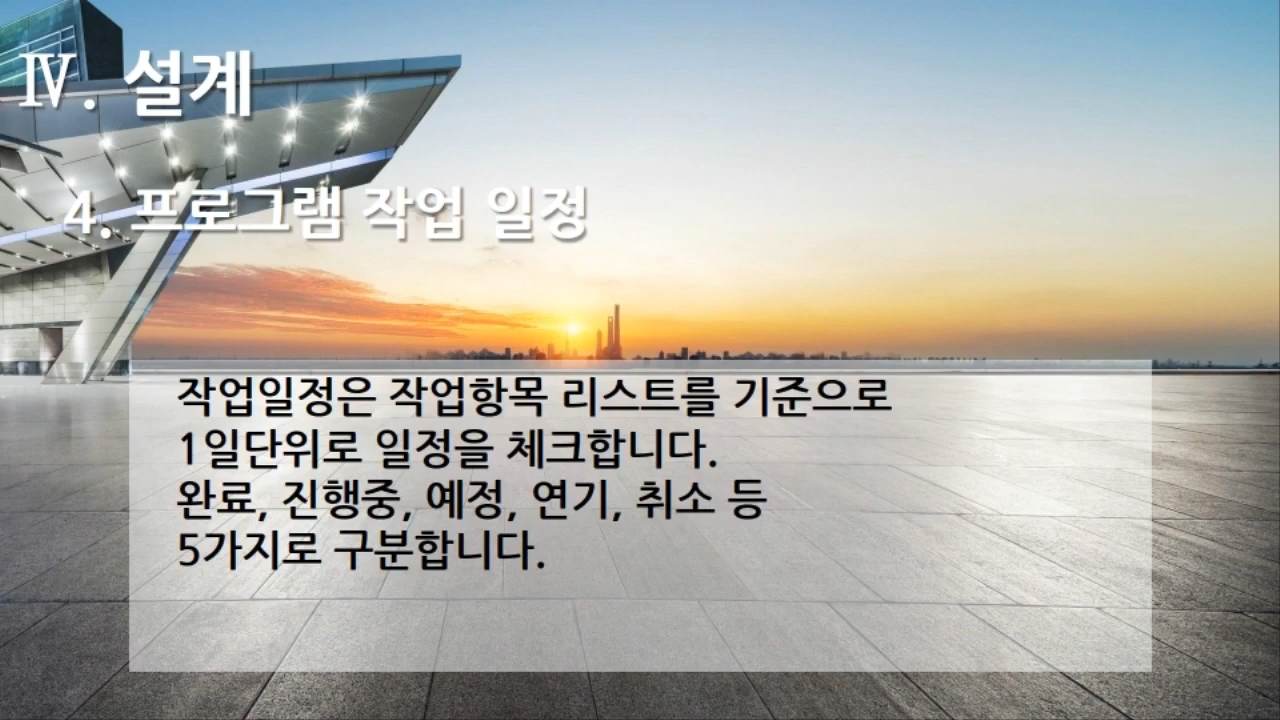 Ⅳ. 설계
4. 프로그램 작업 일정
작업일정은 작업항목 리스트를 기준으로
1일단위로 일정을 체크합니다.
완료, 진행중, 예정, 연기, 취소 등
5가지로 구분합니다.